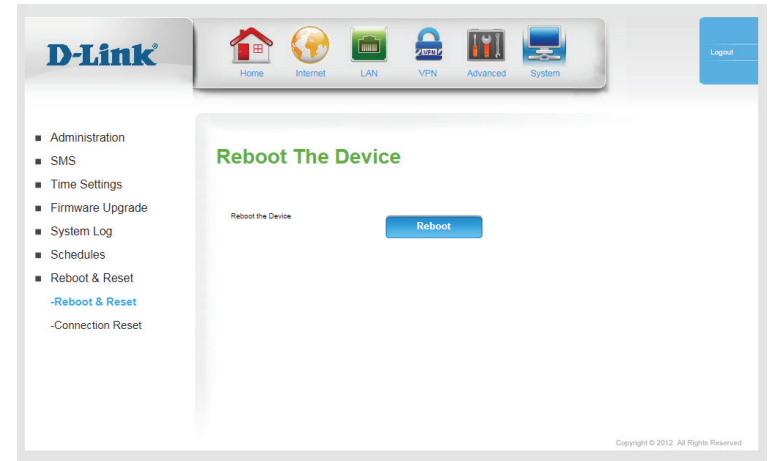 D-Link®
Home Internet LAN VPN Advanced System
Logout
Administration
SMS
Time Settings
Firmware Upgrade
System Log
Schedules
Reboot & Reset
-Reboot & Reset
-Connection Reset
Reboot The Device
Reboot the Device
Reboot
Copyright © 2012 All Rights Reserved